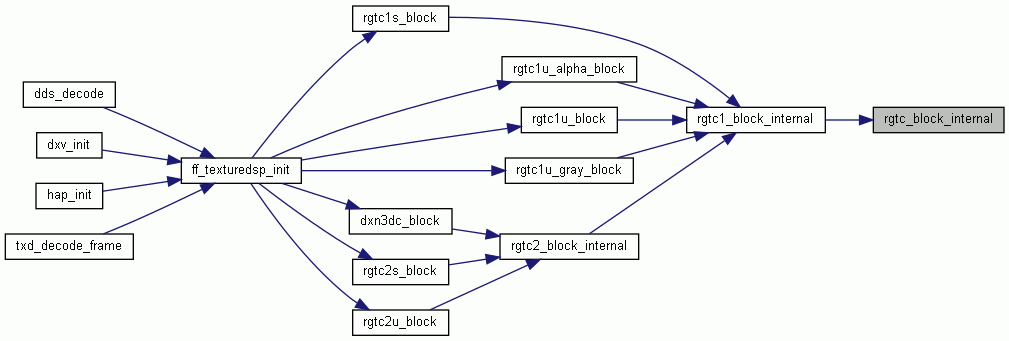 rgtc1s_block
rgtc1u_alpha_block
dds_decode
rgtc1u_block
rgtc1_block_internal
rgtc_block_internal
dxv_init
ff_texturedsp_init
rgtc1u_gray_block
hap_init
dxn3dc_block
txd_decode_frame
rgtc2_block_internal
rgtc2s_block
rgtc2u_block